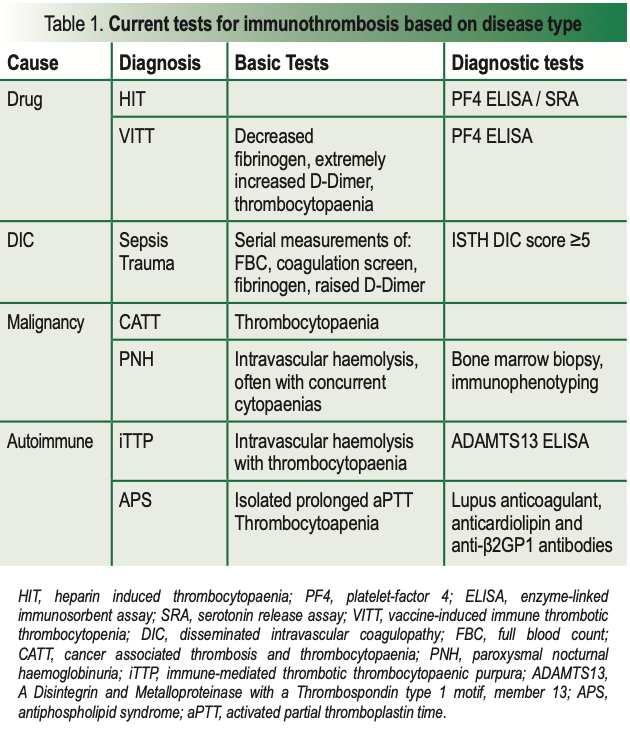 Table 1. Current tests for immunothrombosis based on disease type
Cause Diagnosis Basic Tests Diagnostic tests
Drug HIT PF4 ELISA / SRA
VITT Decreased PF4 ELISA
fibrinogen, extremely
increased D-Dimer,
thrombocytopaenia
DIC Sepsis Serial measurements of: ISTH DIC score ≥5
Trauma FBC, coagulation screen,
fibrinogen, raised D-Dimer
Malignancy CATT Thrombocytopaenia
PNH Intravascular haemolysis, Bone marrow biopsy,
often with concurrent immunophenotyping
cytopaenias
Autoimmune iTTP Intravascular haemolysis ADAMTS13 ELISA
with thrombocytopaenia
APS Isolated prolonged aPTT Lupus anticoagulant,
Thrombocytoapenia anticardiolipin and
anti-β2GP1 antibodies
HIT, heparin induced thrombocytopaenia; PF4, platelet-factor 4; ELISA, enzyme-linked
immunosorbent assay; SRA, serotonin release assay; VITT, vaccine-induced immune thrombotic
thrombocytopenia; DIC, disseminated intravascular coagulopathy; FBC, full blood count;
CATT, cancer associated thrombosis and thrombocytopaenia; PNH, paroxysmal nocturnal
haemoglobinuria; iTTP, immune-mediated thrombotic thrombocytopaenic purpura; ADAMTS13,
A Disintegrin and Metalloproteinase with a Thrombospondin type 1 motif, member 13; APS,
antiphospholipid syndrome; aPTT, activated partial thromboplastin time.